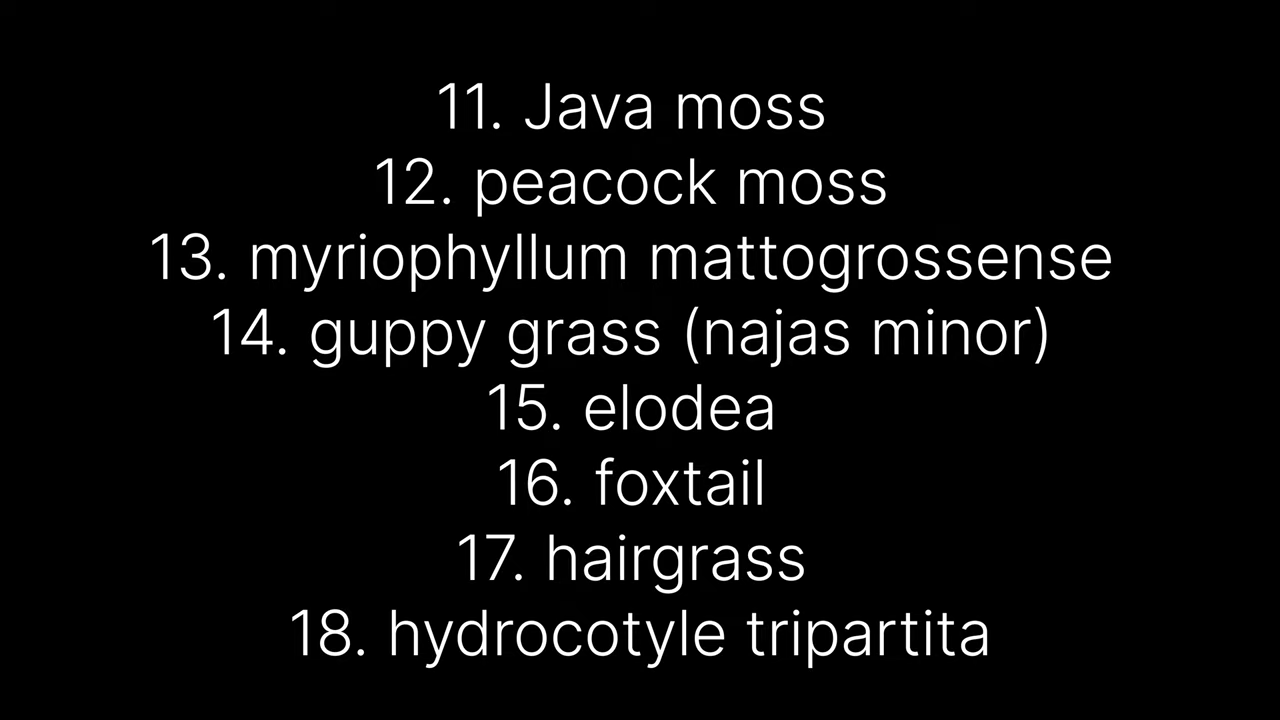 11. Java moss
12. peacock moss
13. myriophyllum mattogrossense
14. guppy grass (najas minor)
15. elodea
16. foxtail
17. hairgrass
18. hydrocotyle tripartita